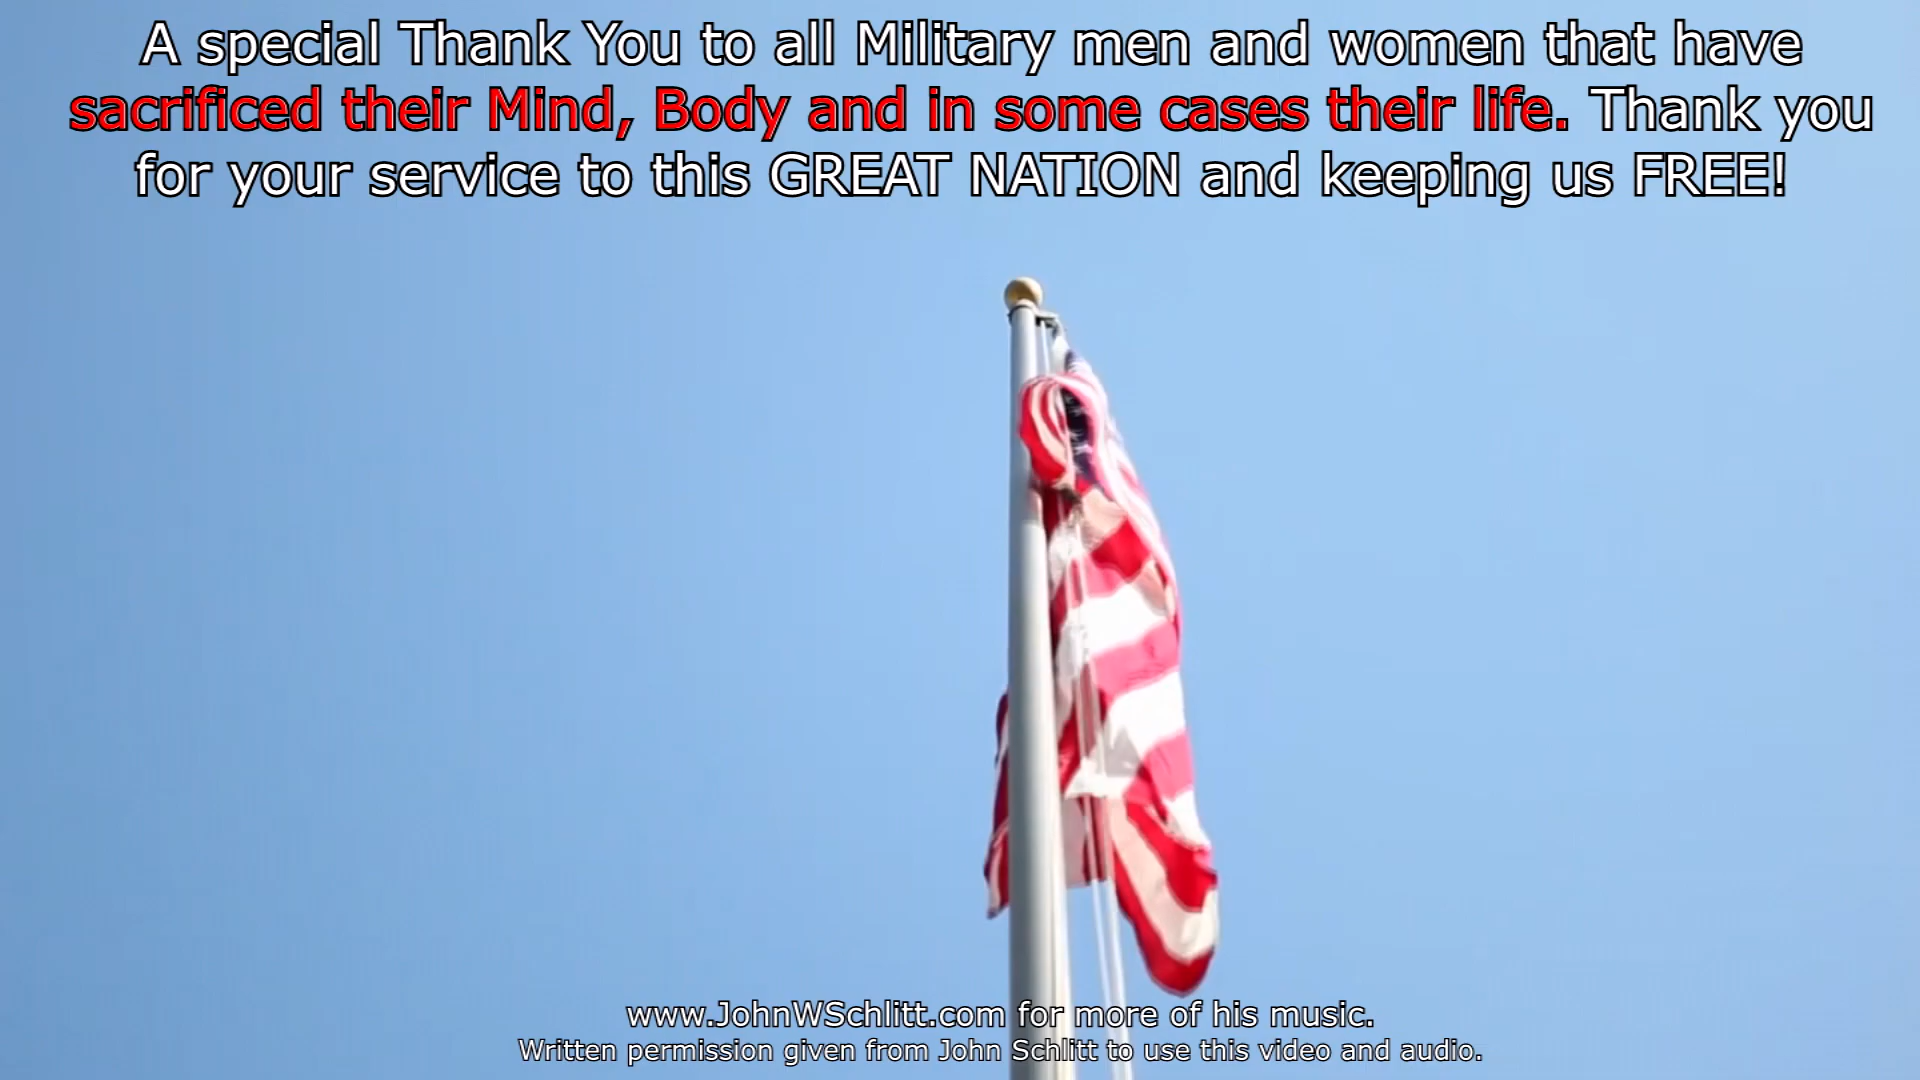 A special Thank You to all Military men and women that have
sacrificed their Mind, Body and in some cases their life. Thank you
for your service to this GREAT NATION and keeping us FREE!
www.JohnWSchlitt.com for more of his music.
Written permission given from John Schlitt to use this video and audio.